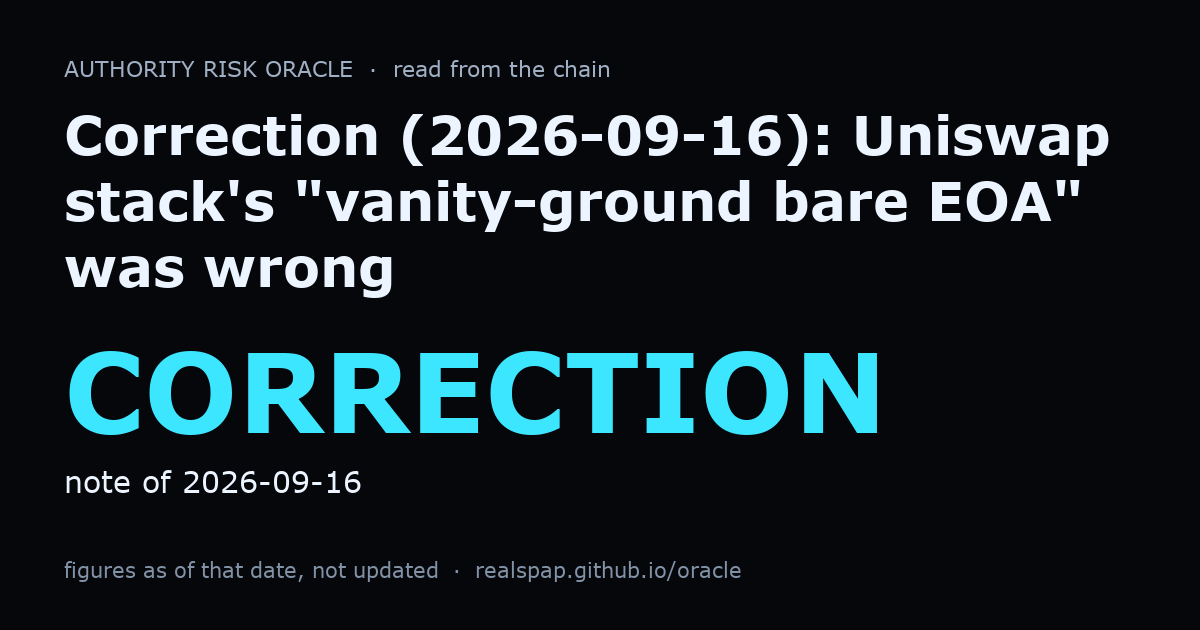 AUTHORITY RISK ORACLE · read from the chain
Correction (2026-09-16): Uniswap
stack's "vanity-ground bare EOA"
was wrong
CORRECTION
note of 2026-09-16
figures as of that date, not updated · realspap.github.io/oracle